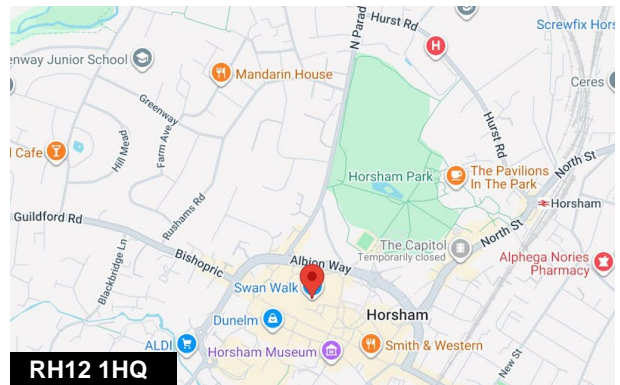 Hurst Rd
Screwfix Hors
enway Junior School
N Parad
H
Mandarin House
Ceres
Greenway
Hill Mead
Farm Ave
Hurst Rd
l Cafe
North St
The Pavilions
In The Park
Horsham Park
Rushams Rd
Horsham
Guildford Rd
North St
The Capitol
Temporarily closed
Blackbridge Ln
Bishopric
Albion Way
Alphega Nories
Pharmacy
Swan Walk
Dunelm
Horsham
ALDI
Horsham Museum
Smith & Western
New St
RH12 1HQ